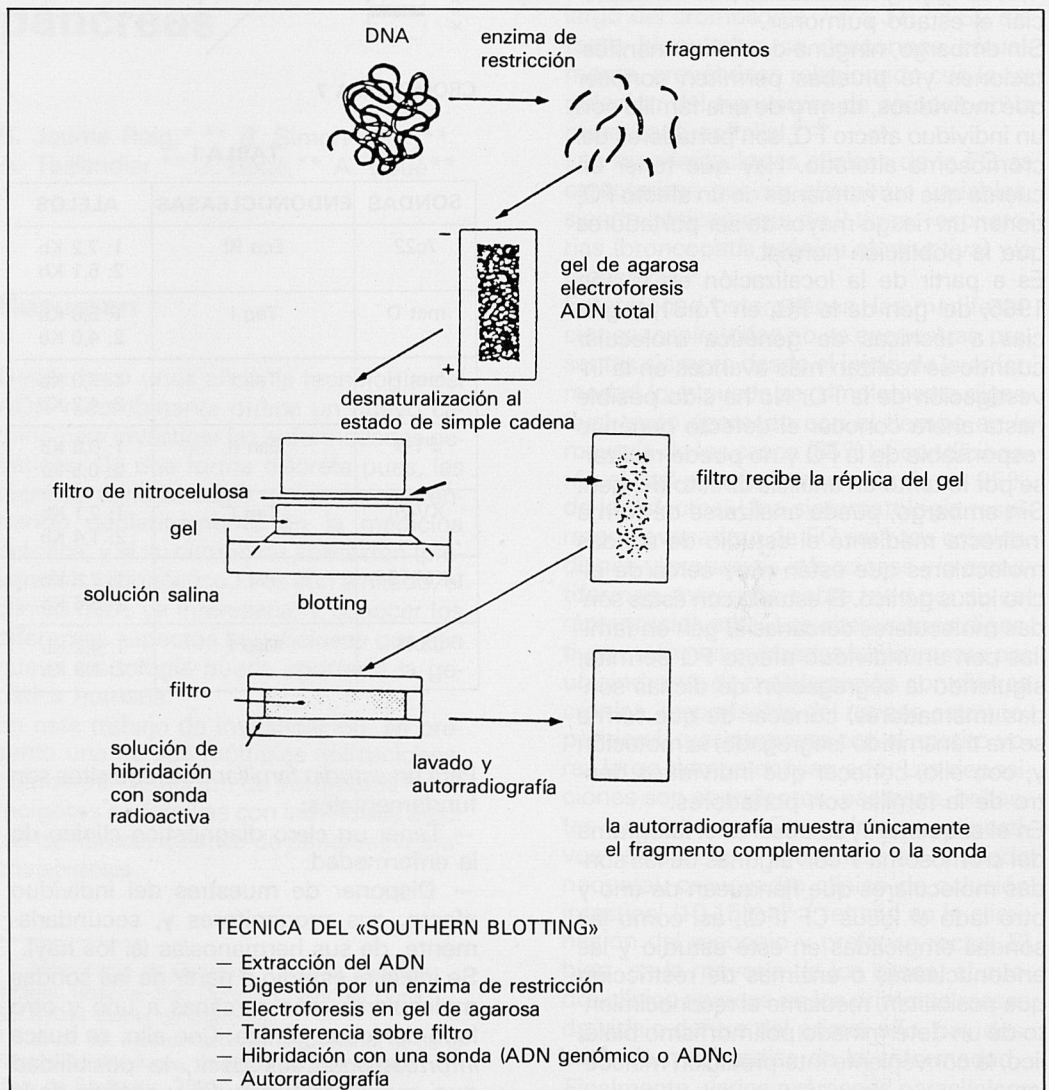 DNA
enzima de
restricción
fragmentos
−
+
gel de agarosa
electroforesis
ADN total
desnaturalización al
estado de simple cadena
filtro de nitrocelulosa
gel
solución salina
blotting
filtro recibe la réplica del gel
filtro
solución de
hibridación
con sonda
radioactiva
lavado y
autorradiografía
la autorradiografía muestra únicamente
el fragmento complementario o la sonda
TECNICA DEL «SOUTHERN BLOTTING»
— Extracción del ADN
— Digestión por un enzima de restricción
— Electroforesis en gel de agarosa
— Transferencia sobre filtro
— Hibridación con una sonda (ADN genómico o ADNc)
— Autorradiografía